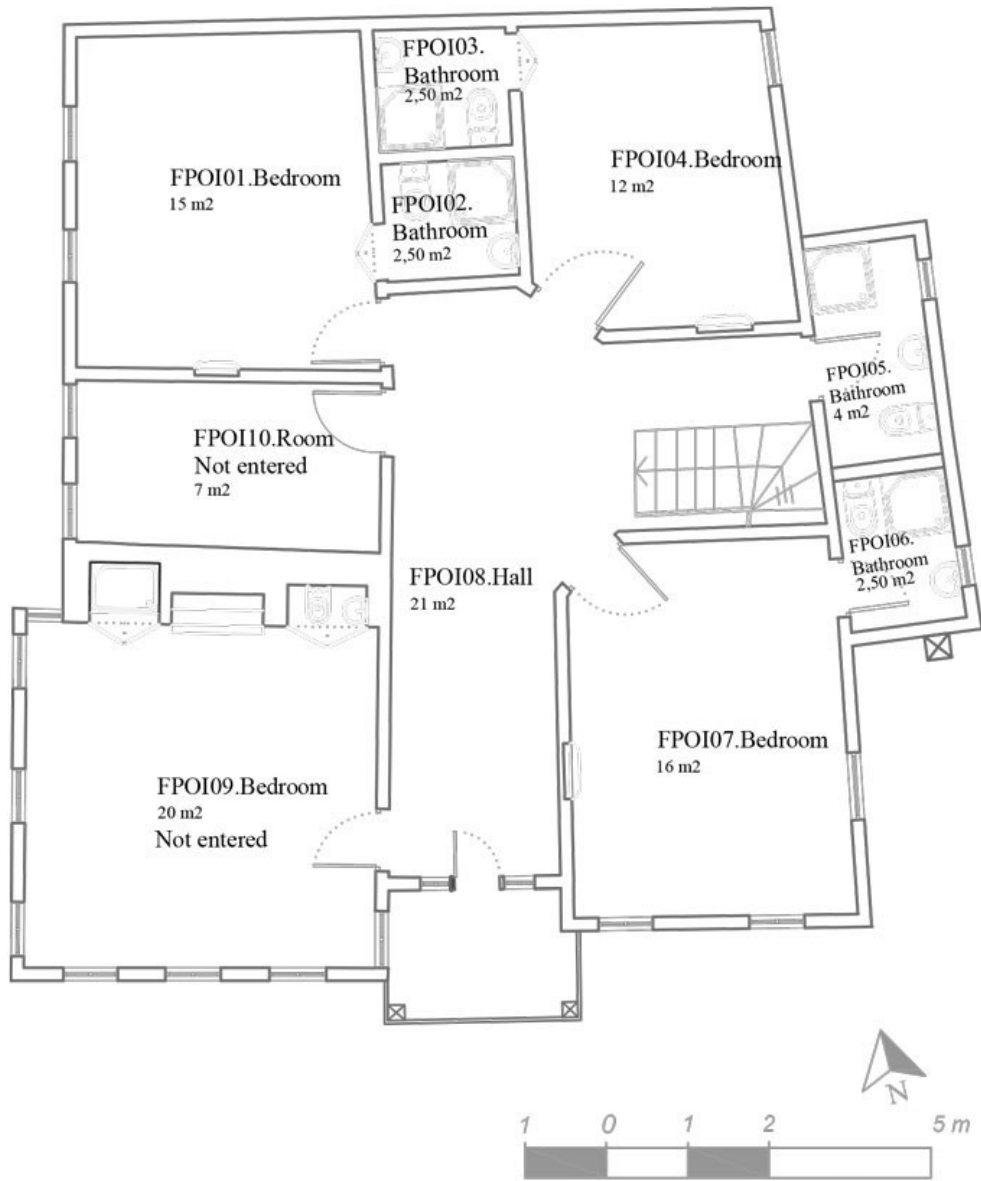 FPOI03.
Bathroom
2,50 m2
FPOI01.Bedroom
15 m2
FPOI04.Bedroom
12 m2
FPOI02.
Bathroom
2,50 m2
FPOI05.
Bathroom
4 m2
FPOI10.Room
Not entered
7 m2
FPOI06.
Bathroom
2,50 m2
FPOI08.Hall
21 m2
FPOI07.Bedroom
16 m2
FPOI09.Bedroom
20 m2
Not entered
N
1 0 1 2 5 m